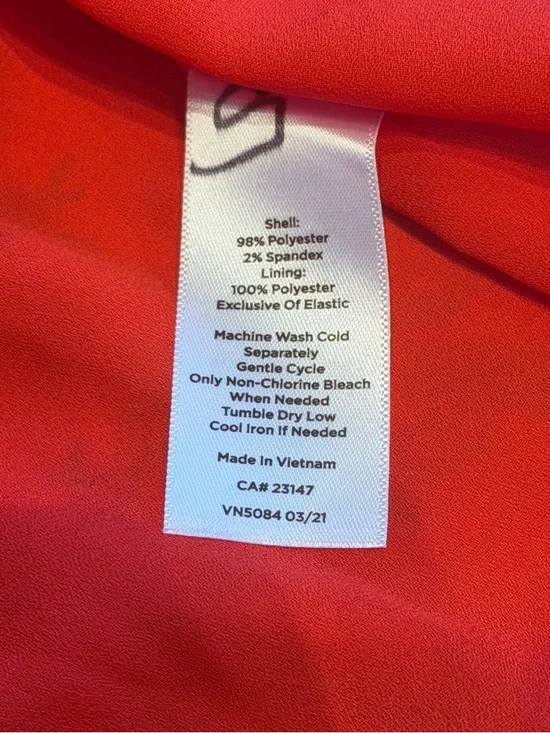 Shell:
98% Polyester
2% Spandex
Lining:
100% Polyester
Exclusive Of Elastic
Machine Wash Cold
Separately
Gentle Cycle
Only Non-Chlorine Bleach
When Needed
Tumble Dry Low
Cool Iron If Needed
Made In Vietnam
CA# 23147
VN5084 03/21